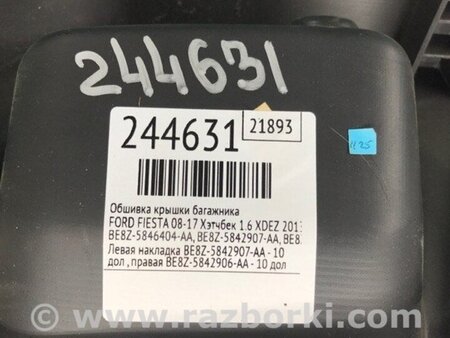 244631
244631 21893
425
Обшивка крышки багажника
FORD FIESTA 08-17 Хэтчбек 1.6 XDEZ 201
BE8Z-5846404-AA, BE8Z-5842907-AA, BE8
Левая накладка BE8Z-5842907-AA - 10
дол , правая BE8Z-5842906-AA - 10 дол
www.razborki.com